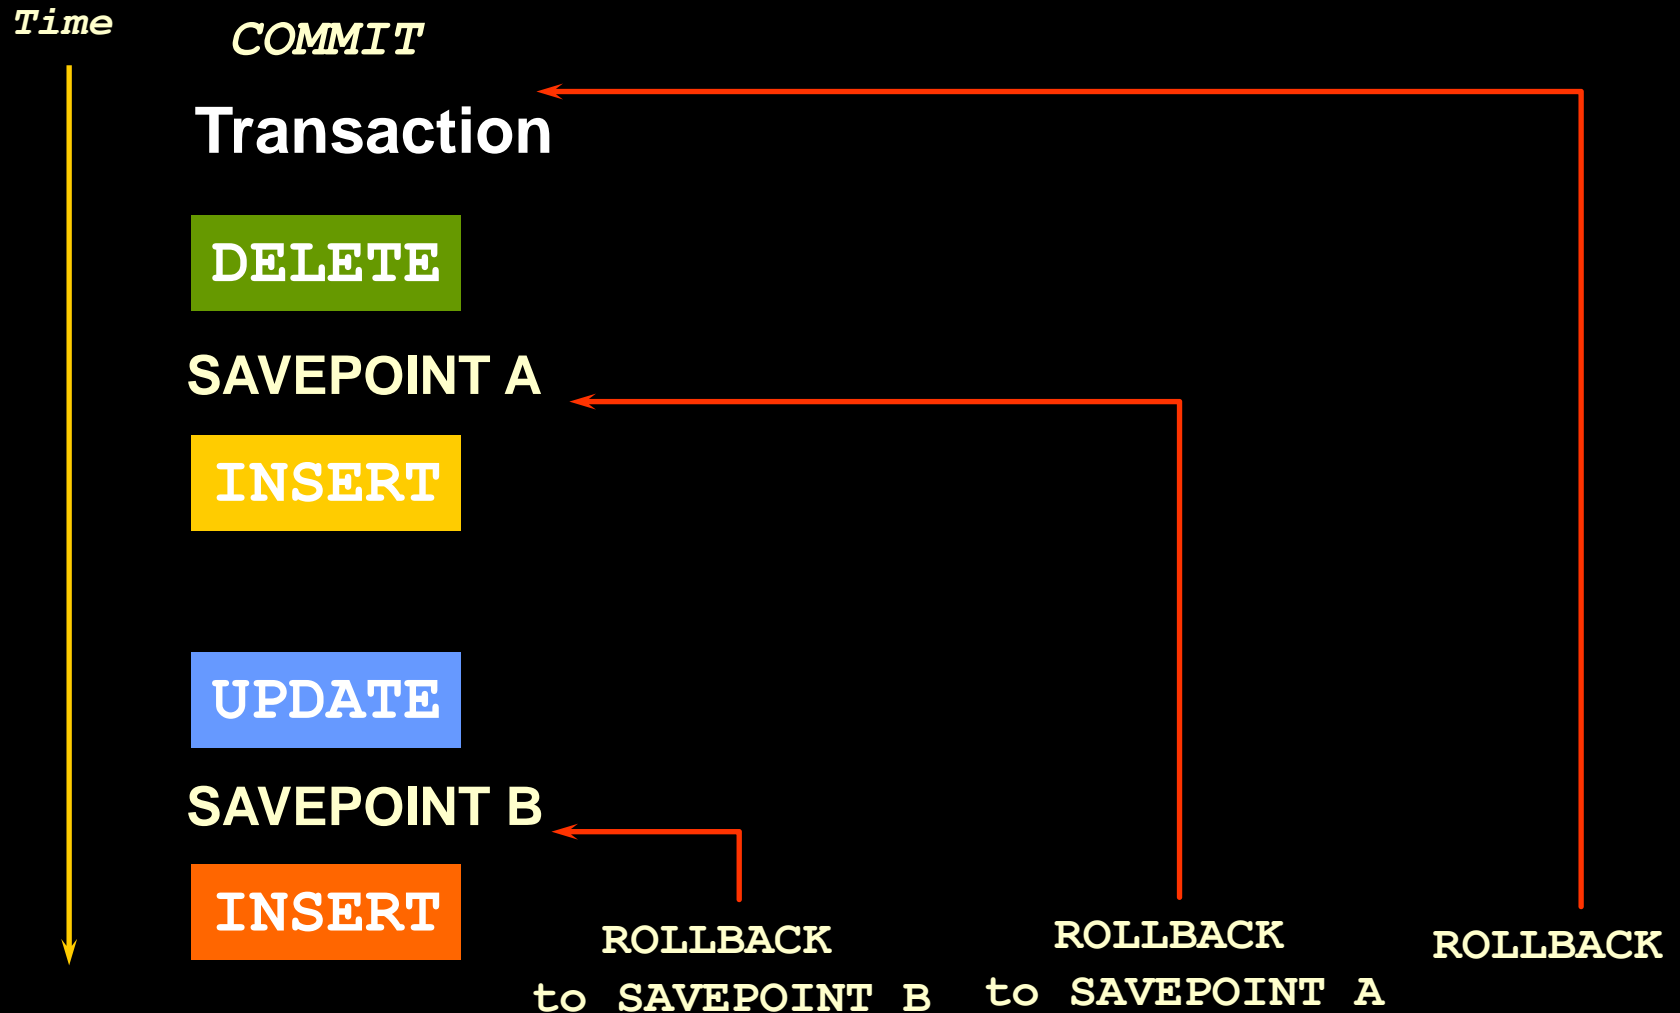 Time
COMMIT
Transaction
DELETE
SAVEPOINT A
INSERT
UPDATE
SAVEPOINT B
INSERT
ROLLBACK
to SAVEPOINT B
ROLLBACK
to SAVEPOINT A
ROLLBACK